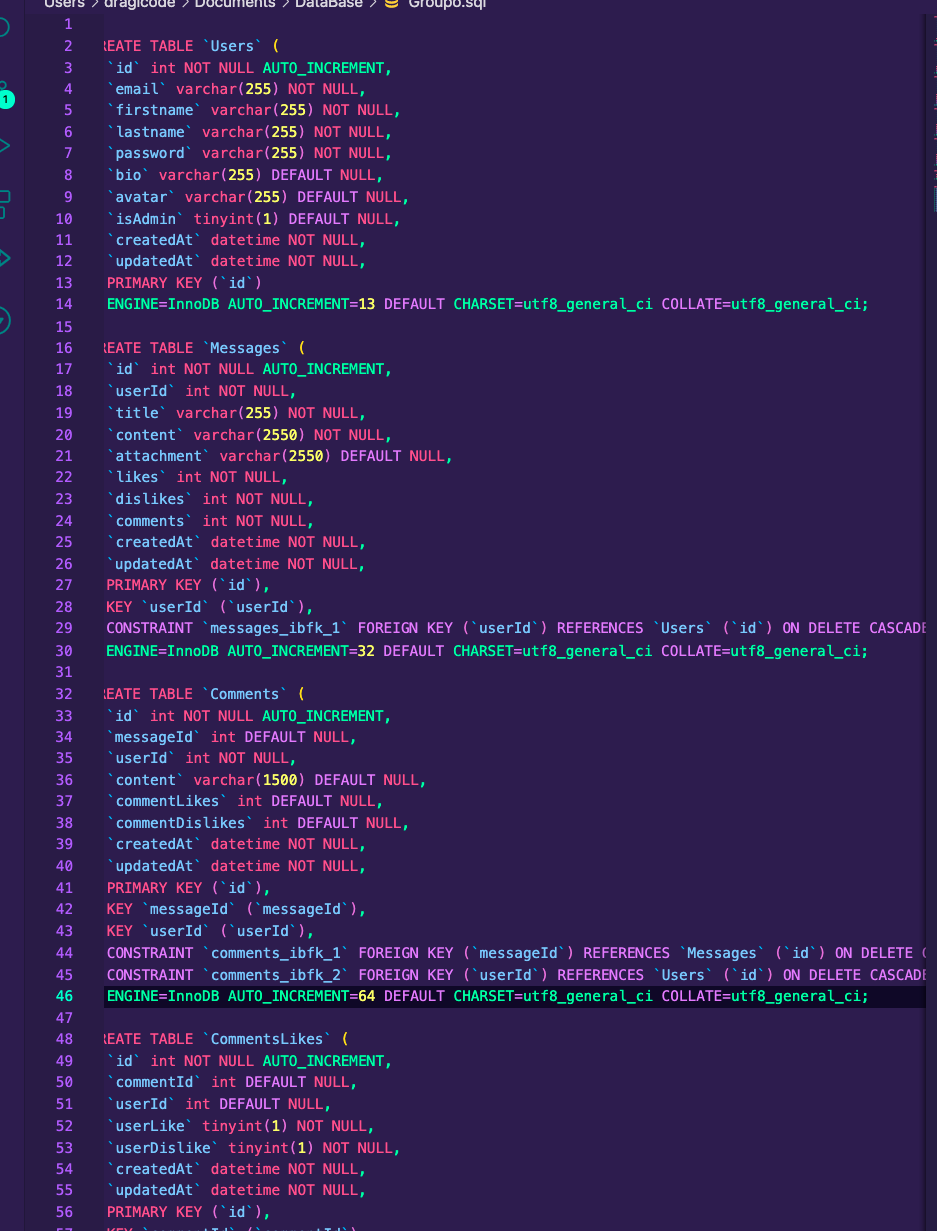 Users > dragicode > Documents > DataBase > Groupo.sql
1
2 REATE TABLE `Users` (
3 `id` int NOT NULL AUTO_INCREMENT,
4 `email` varchar(255) NOT NULL,
5 `firstname` varchar(255) NOT NULL,
6 `lastname` varchar(255) NOT NULL,
7 `password` varchar(255) NOT NULL,
8 `bio` varchar(255) DEFAULT NULL,
9 `avatar` varchar(255) DEFAULT NULL,
10 `isAdmin` tinyint(1) DEFAULT NULL,
11 `createdAt` datetime NOT NULL,
12 `updatedAt` datetime NOT NULL,
13 PRIMARY KEY (`id`)
14 ENGINE=InnoDB AUTO_INCREMENT=13 DEFAULT CHARSET=utf8_general_ci COLLATE=utf8_general_ci;
15
16 REATE TABLE `Messages` (
17 `id` int NOT NULL AUTO_INCREMENT,
18 `userId` int NOT NULL,
19 `title` varchar(255) NOT NULL,
20 `content` varchar(2550) NOT NULL,
21 `attachment` varchar(2550) DEFAULT NULL,
22 `likes` int NOT NULL,
23 `dislikes` int NOT NULL,
24 `comments` int NOT NULL,
25 `createdAt` datetime NOT NULL,
26 `updatedAt` datetime NOT NULL,
27 PRIMARY KEY (`id`),
28 KEY `userId` (`userId`),
29 CONSTRAINT `messages_ibfk_1` FOREIGN KEY (`userId`) REFERENCES `Users` (`id`) ON DELETE CASCADE
30 ENGINE=InnoDB AUTO_INCREMENT=32 DEFAULT CHARSET=utf8_general_ci COLLATE=utf8_general_ci;
31
32 REATE TABLE `Comments` (
33 `id` int NOT NULL AUTO_INCREMENT,
34 `messageId` int DEFAULT NULL,
35 `userId` int NOT NULL,
36 `content` varchar(1500) DEFAULT NULL,
37 `commentLikes` int DEFAULT NULL,
38 `commentDislikes` int DEFAULT NULL,
39 `createdAt` datetime NOT NULL,
40 `updatedAt` datetime NOT NULL,
41 PRIMARY KEY (`id`),
42 KEY `messageId` (`messageId`),
43 KEY `userId` (`userId`),
44 CONSTRAINT `comments_ibfk_1` FOREIGN KEY (`messageId`) REFERENCES `Messages` (`id`) ON DELETE
45 CONSTRAINT `comments_ibfk_2` FOREIGN KEY (`userId`) REFERENCES `Users` (`id`) ON DELETE CASCADE
46 ENGINE=InnoDB AUTO_INCREMENT=64 DEFAULT CHARSET=utf8_general_ci COLLATE=utf8_general_ci;
47
48 REATE TABLE `CommentsLikes` (
49 `id` int NOT NULL AUTO_INCREMENT,
50 `commentId` int DEFAULT NULL,
51 `userId` int DEFAULT NULL,
52 `userLike` tinyint(1) NOT NULL,
53 `userDislike` tinyint(1) NOT NULL,
54 `createdAt` datetime NOT NULL,
55 `updatedAt` datetime NOT NULL,
56 PRIMARY KEY (`id`),
1